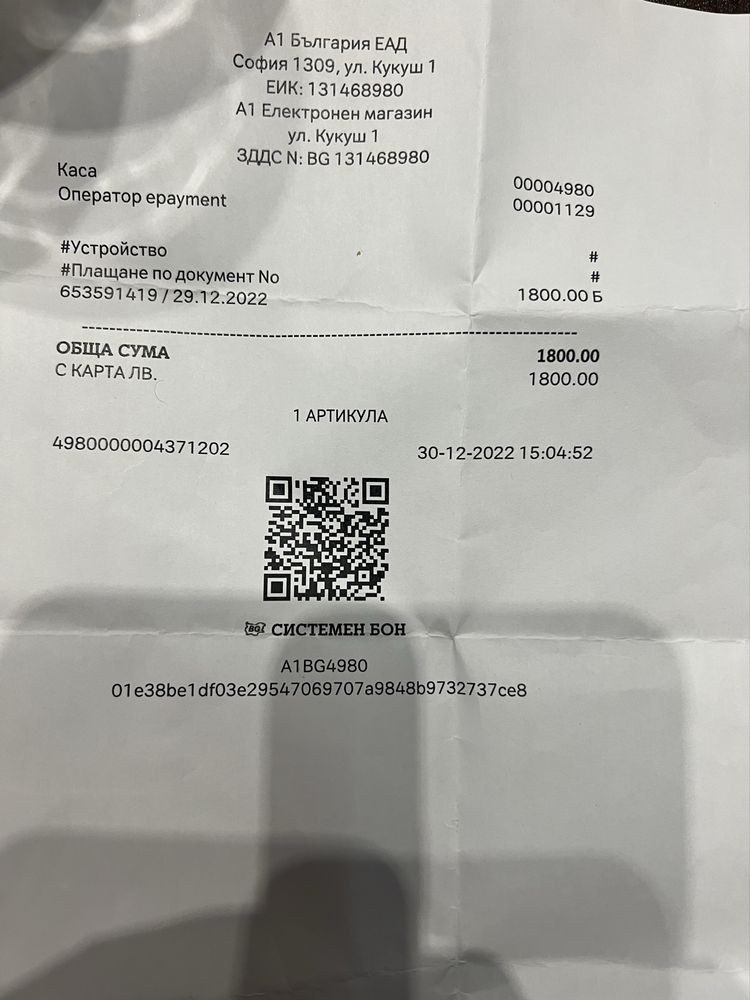 А1 България ЕАД
София 1309, ул. Кукуш 1
ЕИК: 131468980
А1 Електронен магазин
ул. Кукуш 1
ЗДДС N: BG 131468980
Каса 00004980
Оператор epayment 00001129
#Устройство #
#Плащане по документ No #
653591419 / 29.12.2022 1800.00 Б
ОБЩА СУМА 1800.00
С КАРТА ЛВ. 1800.00
1 АРТИКУЛА
4980000004371202 30-12-2022 15:04:52
BGI СИСТЕМЕН БОН
A1BG4980
01e38be1df03e29547069707a9848b9732737ce8